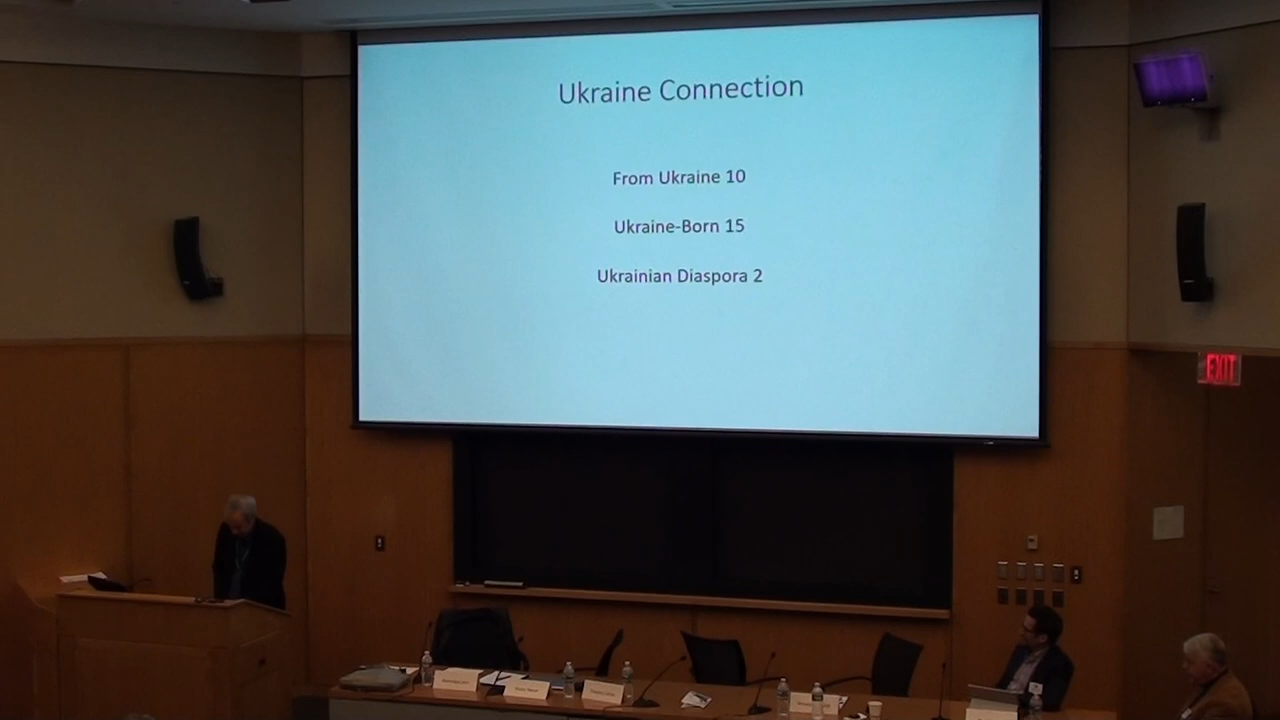 Ukraine Connection
From Ukraine 10
Ukraine-Born 15
Ukrainian Diaspora 2
EXIT